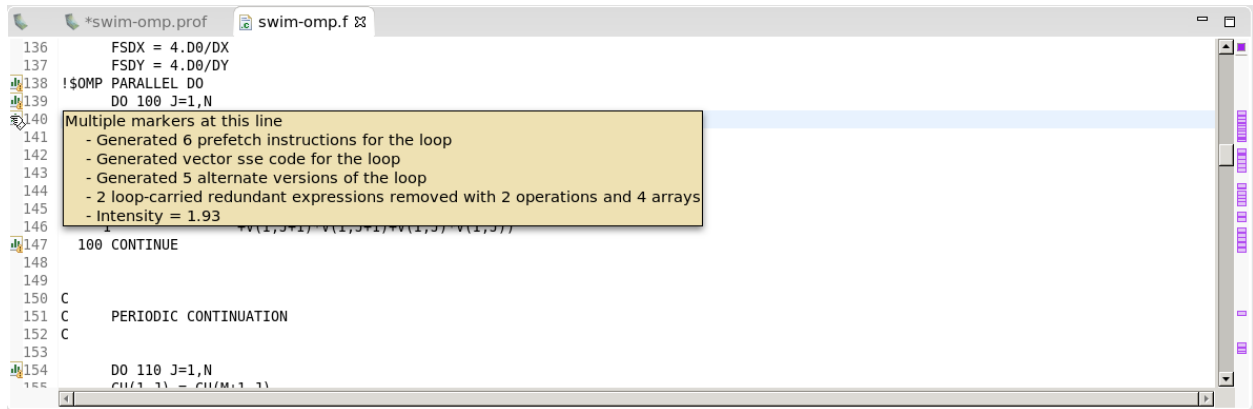 *swim-omp.prof swim-omp.f
136 FSDX = 4.D0/DX
137 FSDY = 4.D0/DY
138 !$OMP PARALLEL DO
139 DO 100 J=1,N
140
Multiple markers at this line
- Generated 6 prefetch instructions for the loop
141
- Generated vector sse code for the loop
142
- Generated 5 alternate versions of the loop
143
- 2 loop-carried redundant expressions removed with 2 operations and 4 arrays
144
145
- Intensity = 1.93
146
147 100 CONTINUE
148
149
150 C
151 C PERIODIC CONTINUATION
152 C
153
154 DO 110 J=1,N
155 CU(1,J) = CU(M+1,J)